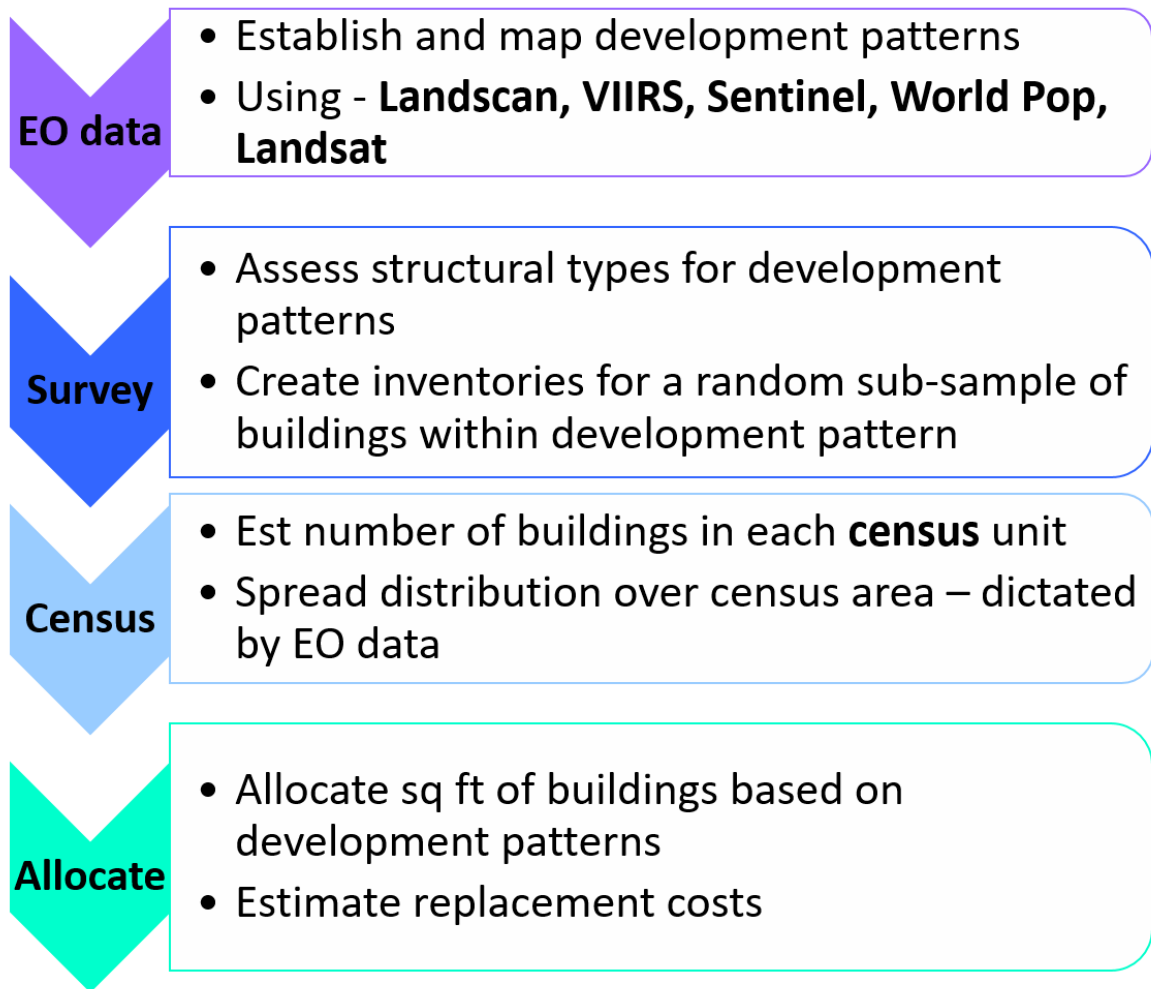 EO data
• Establish and map development patterns
• Using - Landscan, VIIRS, Sentinel, World Pop,
Landsat
Survey
• Assess structural types for development
patterns
• Create inventories for a random sub-sample of
buildings within development pattern
Census
• Est number of buildings in each census unit
• Spread distribution over census area – dictated
by EO data
Allocate
• Allocate sq ft of buildings based on
development patterns
• Estimate replacement costs